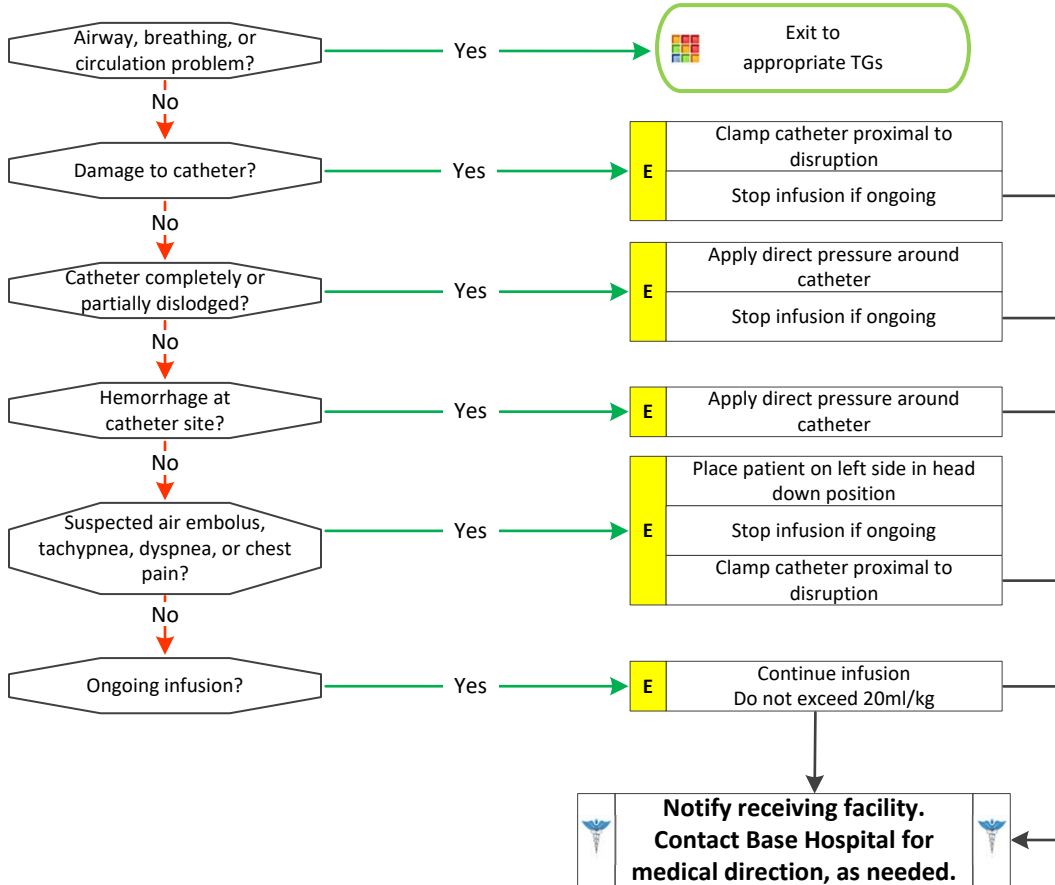 Airway, breathing, or
circulation problem?
Yes
Exit to
appropriate TGs
No
Damage to catheter?
Yes
E
Clamp catheter proximal to
disruption
Stop infusion if ongoing
No
Catheter completely or
partially dislodged?
Yes
E
Apply direct pressure around
catheter
Stop infusion if ongoing
No
Hemorrhage at
catheter site?
Yes
E
Apply direct pressure around
catheter
No
Suspected air embolus,
tachypnea, dyspnea, or chest
pain?
Yes
E
Place patient on left side in head
down position
Stop infusion if ongoing
Clamp catheter proximal to
disruption
No
Ongoing infusion?
Yes
E
Continue infusion
Do not exceed 20ml/kg
Notify receiving facility.
Contact Base Hospital for
medical direction, as needed.